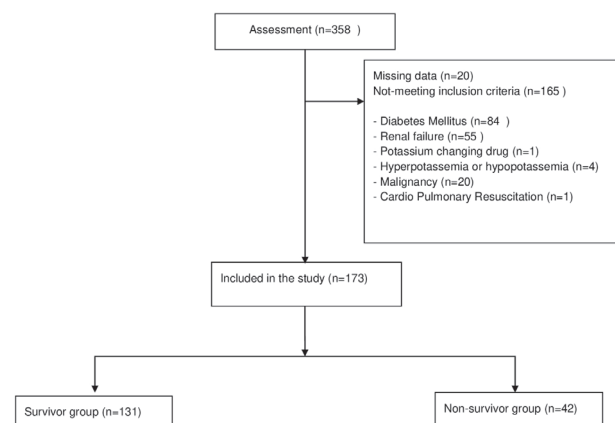 Assessment (n=358 )
Missing data (n=20)
Not-meeting inclusion criteria (n=165 )
- Diabetes Mellitus (n=84 )
- Renal failure (n=55 )
- Potassium changing drug (n=1)
- Hyperpotassemia or hypopotassemia (n=4)
- Malignancy (n=20)
- Cardio Pulmonary Resuscitation (n=1)
Included in the study (n=173)
Survivor group (n=131)
Non-survivor group (n=42)